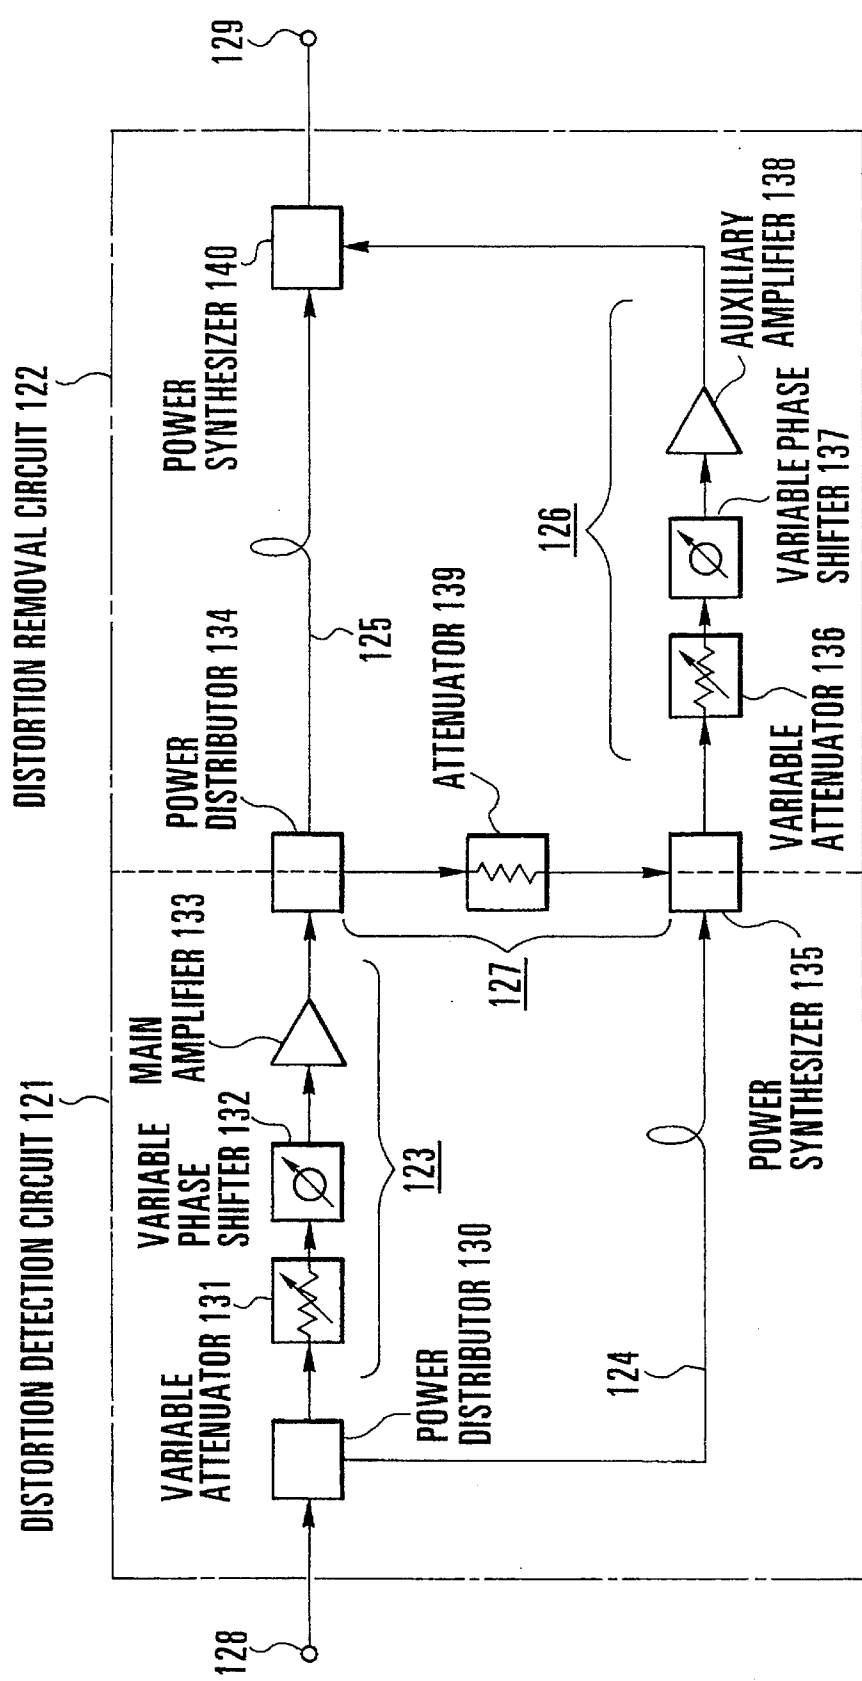 DISTORTION DETECTION CIRCUIT 121
DISTORTION REMOVAL CIRCUIT 122
128
VARIABLE
ATTENUATOR 131
VARIABLE
PHASE
SHIFTER 132
MAIN
AMPLIFIER 133
POWER
DISTRIBUTOR 134
POWER
SYNTHESIZER 140
129
POWER
DISTRIBUTOR 130
123
127
125
ATTENUATOR 139
126
124
POWER
SYNTHESIZER 135
VARIABLE
ATTENUATOR 136
VARIABLE PHASE
SHIFTER 137
AUXILIARY
AMPLIFIER 138